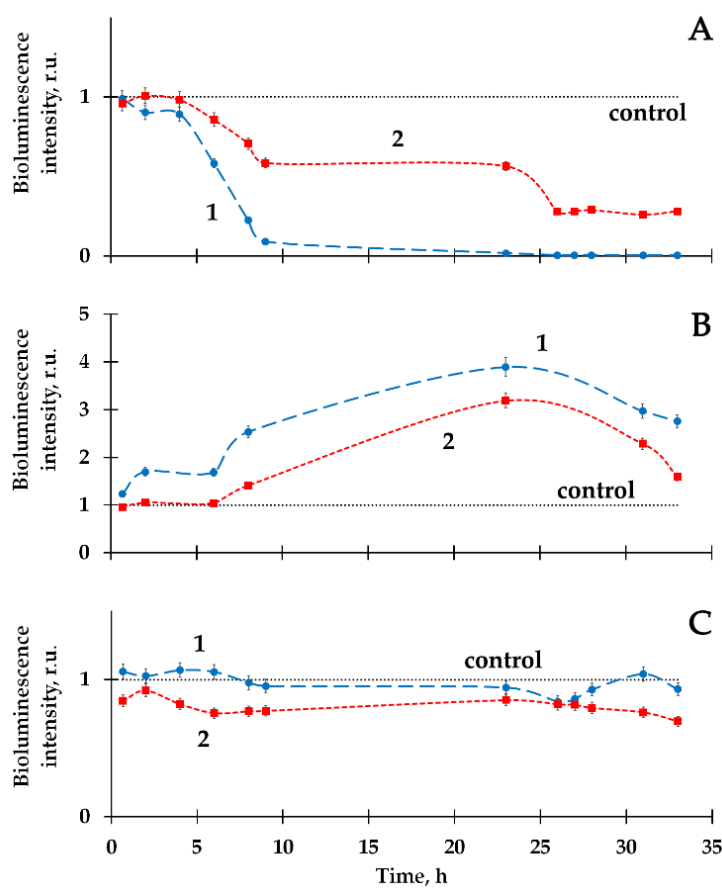 A
Bioluminescence
intensity, r.u.
1
control
2
1
0
B
Bioluminescence
intensity, r.u.
5
4
3
2
1
0
1
2
control
C
Bioluminescence
intensity, r.u.
1
0
1
control
2
0 5 10 15 20 25 30 35
Time, h